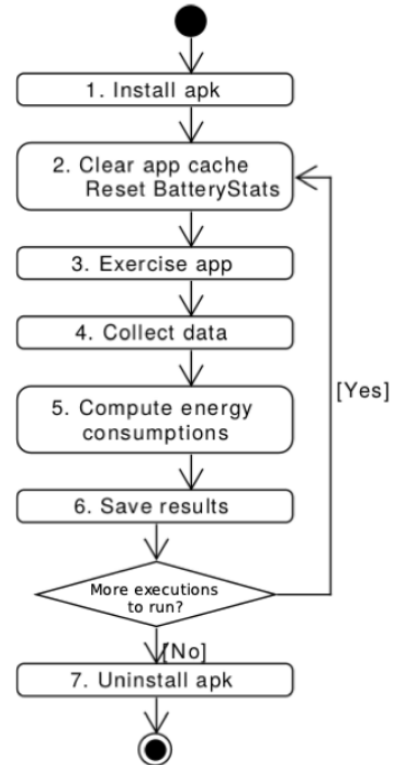 1. Install apk
2. Clear app cache
Reset BatteryStats
3. Exercise app
4. Collect data
[Yes]
5. Compute energy
consumptions
6. Save results
More executions
to run?
[No]
7. Uninstall apk